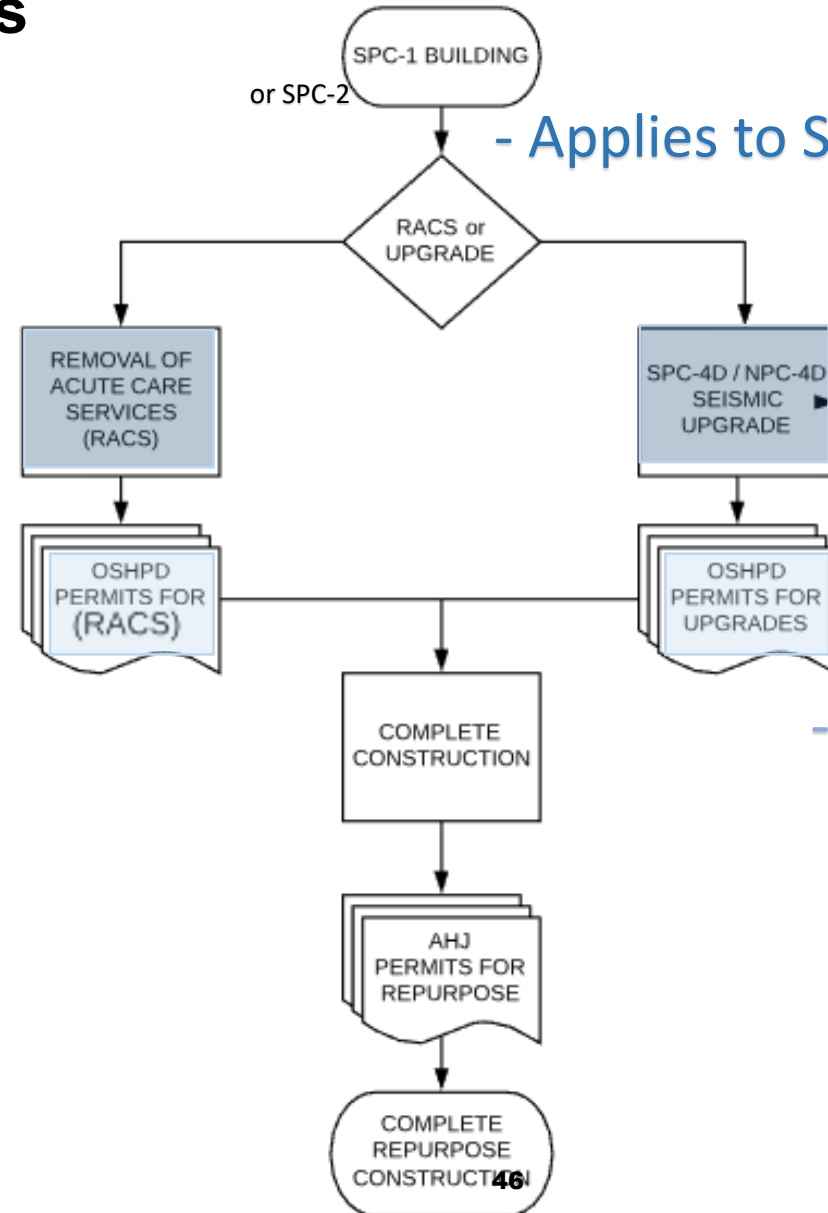 s
SPC-1 BUILDING
or SPC-2
- Applies to S
RACS or
UPGRADE
REMOVAL OF
ACUTE CARE
SERVICES
(RACS)
SPC-4D / NPC-4D
SEISMIC
UPGRADE
OSHPD
PERMITS FOR
(RACS)
OSHPD
PERMITS FOR
UPGRADES
-
COMPLETE
CONSTRUCTION
AHJ
PERMITS FOR
REPURPOSE
COMPLETE
REPURPOSE
CONSTRUCTION
46